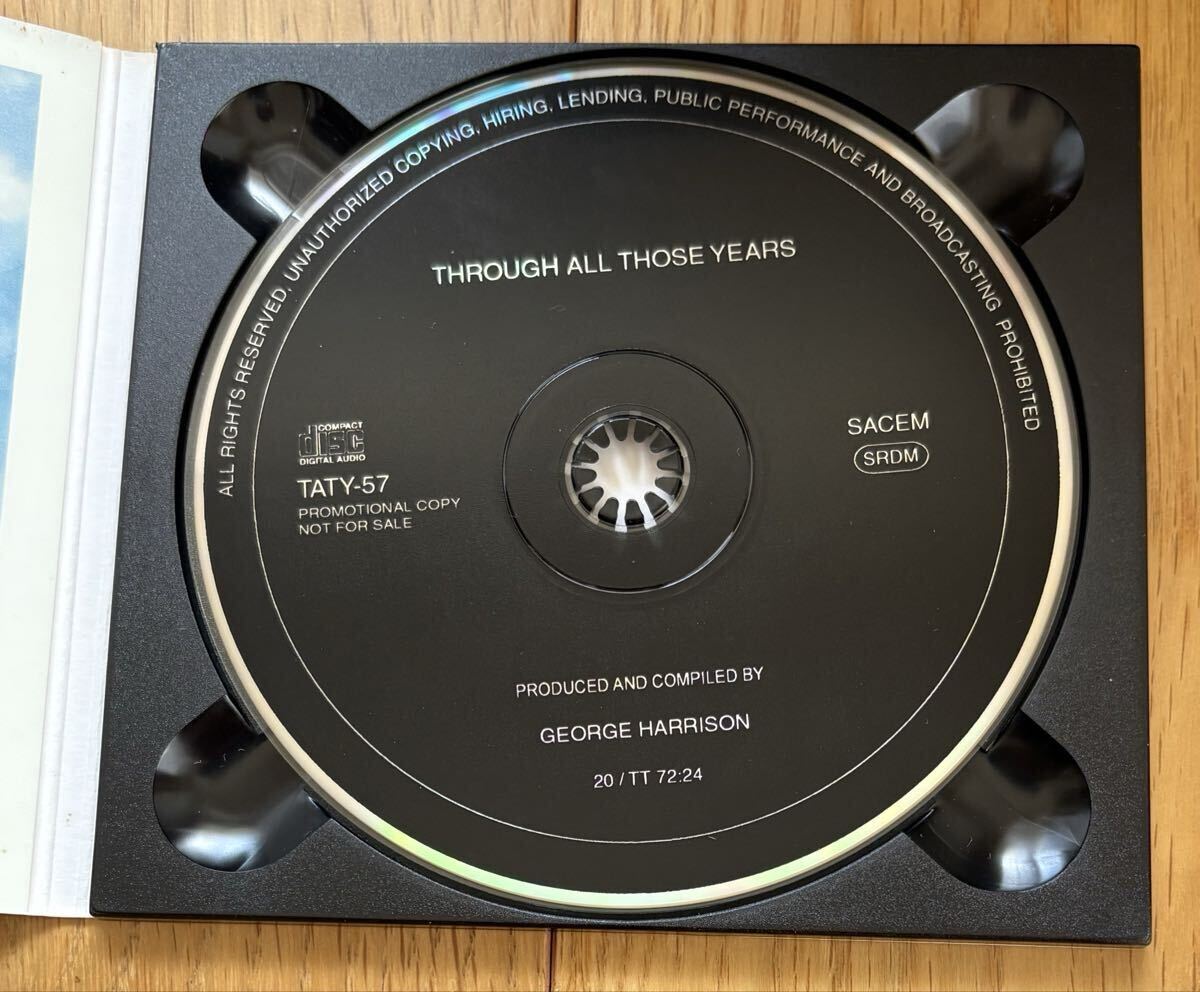 ALL RIGHTS RESERVED. UNAUTHORIZED COPYING, HIRING, LENDING, PUBLIC PERFORMANCE AND BROADCASTING PROHIBITED
THROUGH ALL THOSE YEARS
COMPACT
disc
DIGITAL AUDIO
TATY-57
PROMOTIONAL COPY
NOT FOR SALE
SACEM
SRDM
PRODUCED AND COMPILED BY
GEORGE HARRISON
20 / TT 72:24